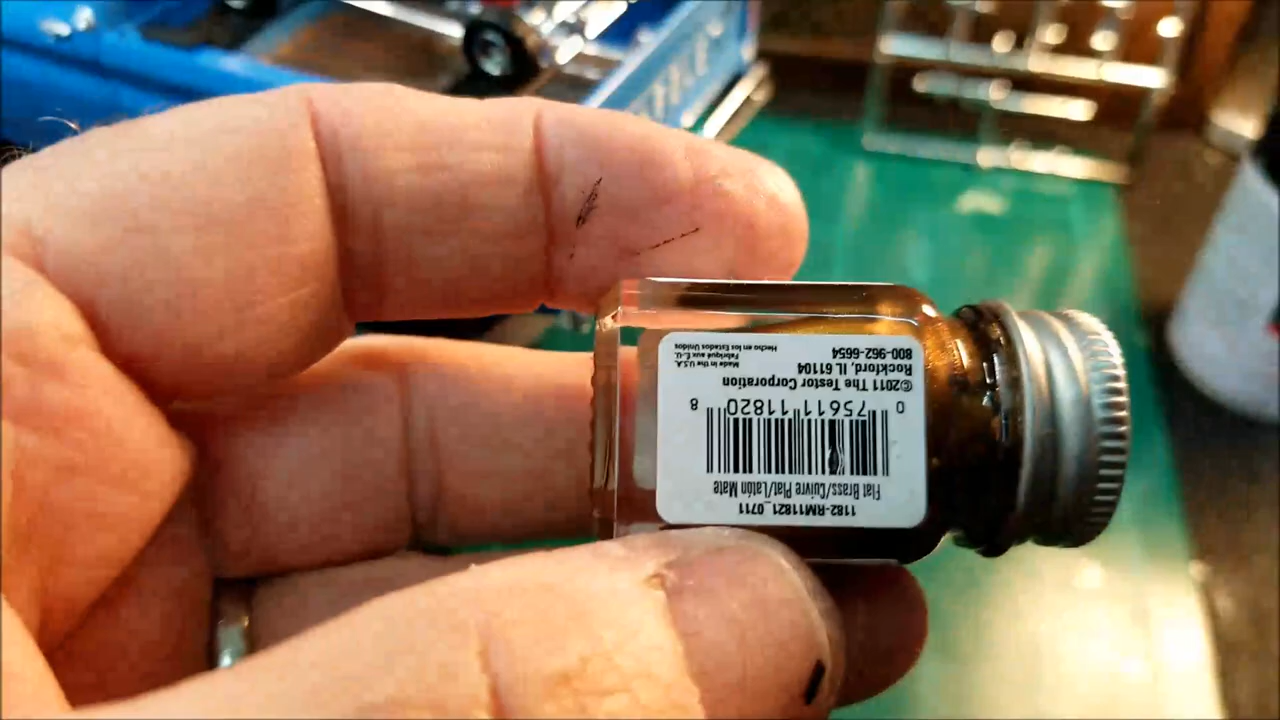 1182-RM11821_0711
Flat Brass/Cuivre Plat/Latón Mate
0 75611 11820 8
©2011 The Testor Corporation
Rockford, IL 61104
800-962-6654
Made in the U.S.A.
Fabriqué aux É.-U.
Hecho en los Estados Unidos